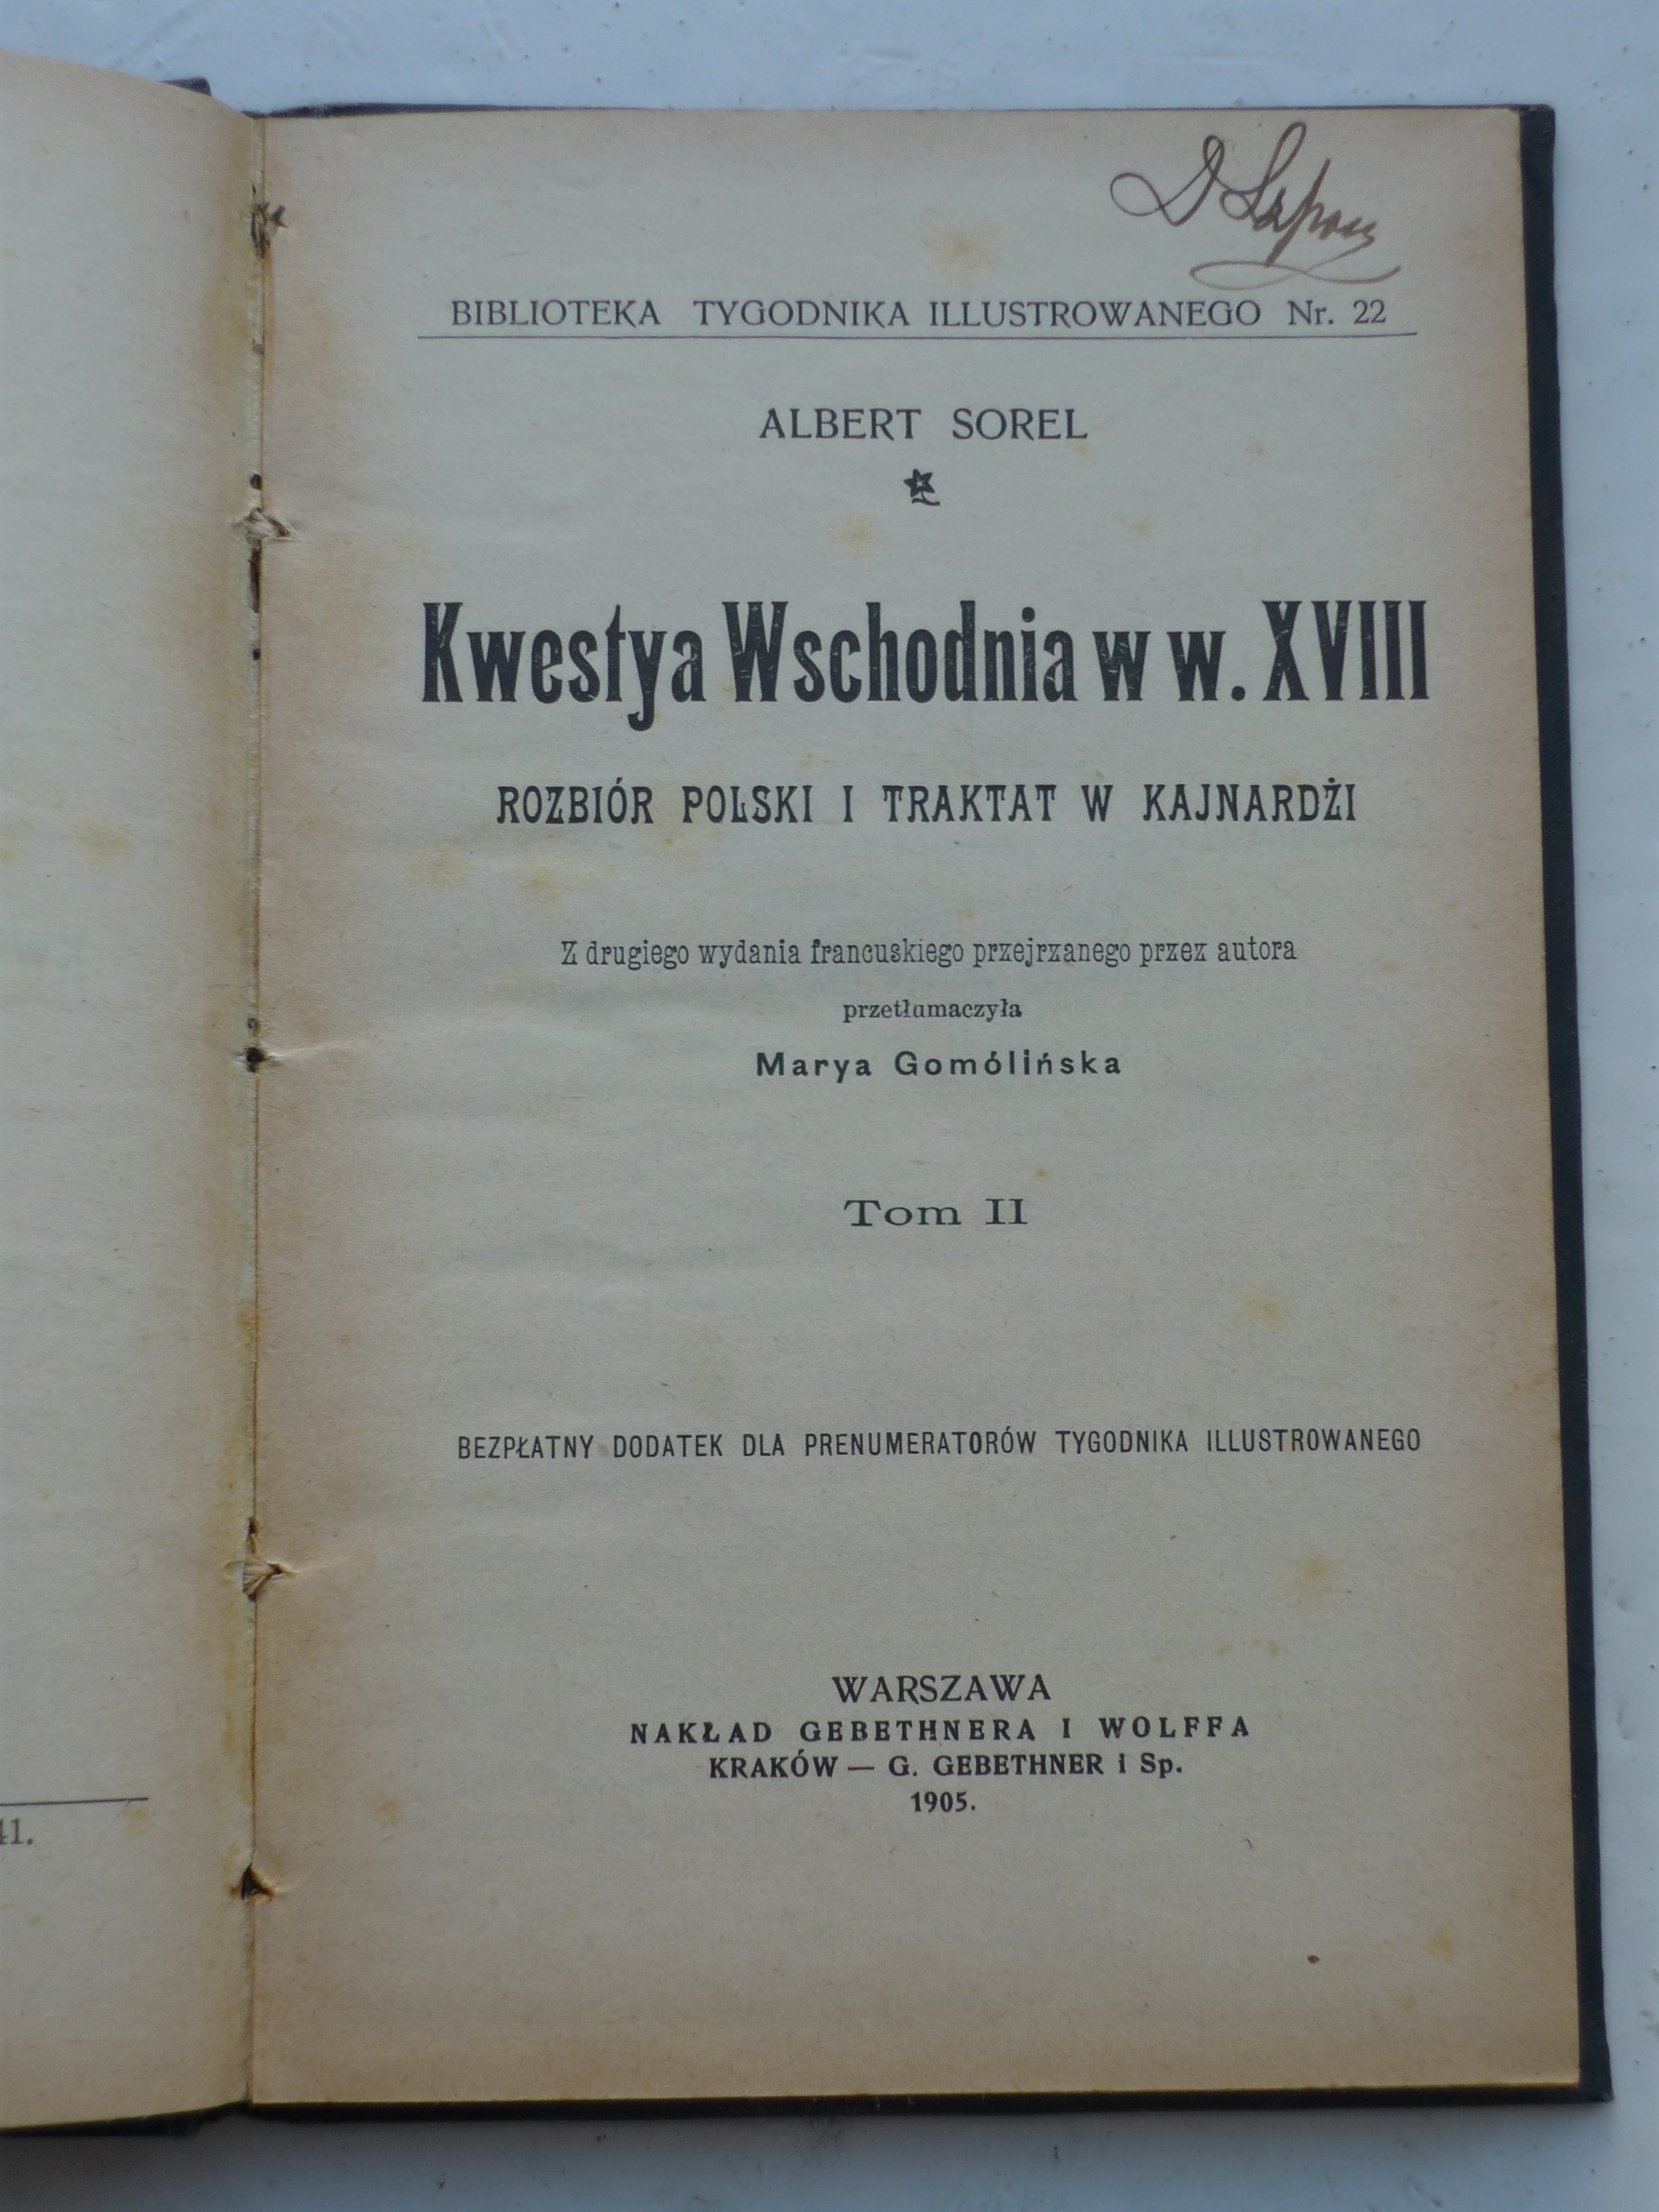 BIBLIOTEKA TYGODNIKA ILLUSTROWANEGO Nr. 22
ALBERT SOREL
Kwestya Wschodnia w w. XVIII
ROZBIÓR POLSKI I TRAKTAT W KAJNARDŻI
Z drugiego wydania francuskiego przejrzanego przez autora
przetłumaczyła
Marya Gomólińska
Tom II
BEZPŁATNY DODATEK DLA PRENUMERATORÓW TYGODNIKA ILLUSTROWANEGO
WARSZAWA
NAKŁAD GEBETHNERA I WOLFFA
KRAKÓW — G. GEBETHNER i Sp.
1905.
41.